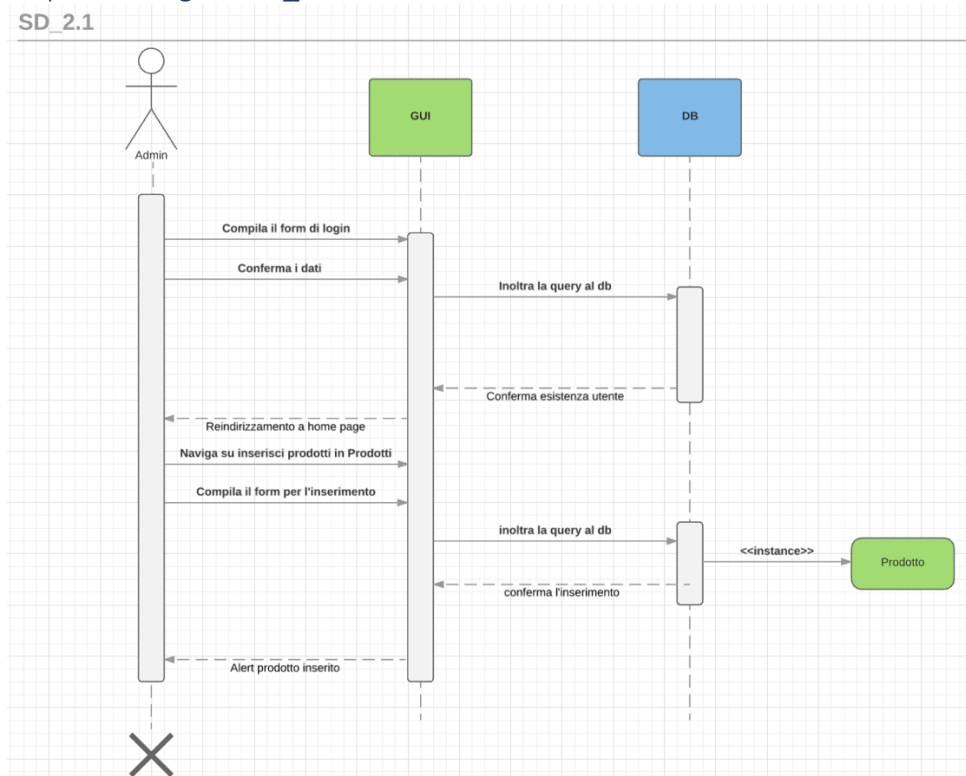 SD_2.1
GUI
DB
Admin
Compila il form di login
Conferma i dati
Inoltra la query al db
Conferma esistenza utente
Reindirizzamento a home page
Naviga su inserisci prodotti in Prodotti
Compila il form per l'inserimento
inoltra la query al db
<<instance>>
Prodotto
conferma l'inserimento
Alert prodotto inserito